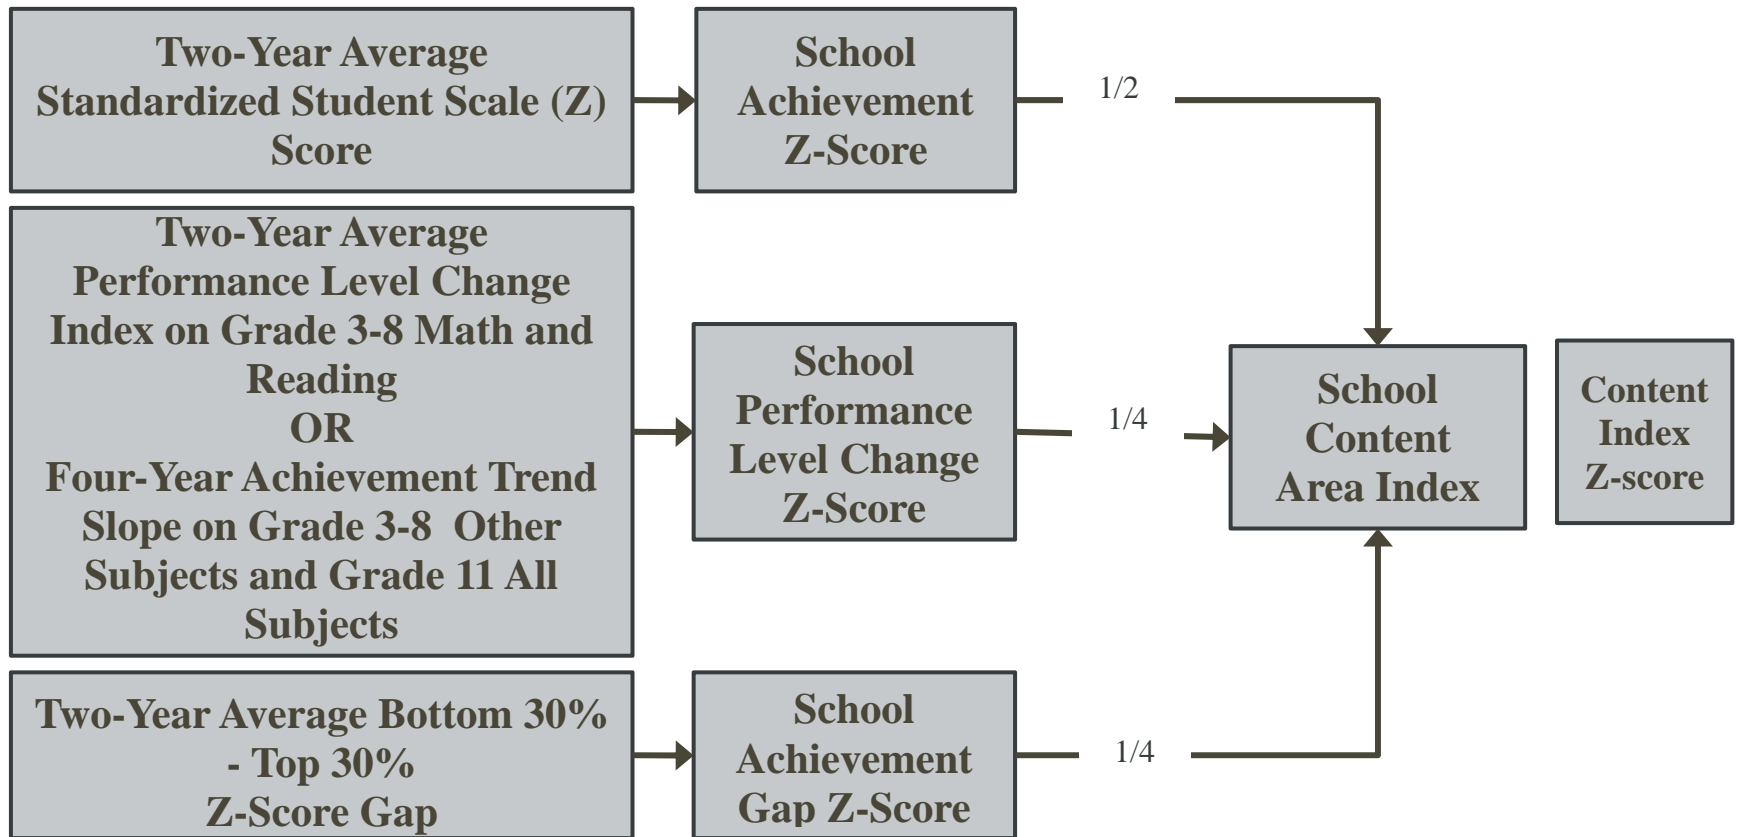 Two-Year Average
Standardized Student Scale (Z)
Score
School
Achievement
Z-Score
1/2
Two-Year Average
Performance Level Change
Index on Grade 3-8 Math and
Reading
OR
Four-Year Achievement Trend
Slope on Grade 3-8 Other
Subjects and Grade 11 All
Subjects
School
Performance
Level Change
Z-Score
1/4
School
Content
Area Index
Content
Index
Z-score
Two-Year Average Bottom 30%
- Top 30%
Z-Score Gap
School
Achievement
Gap Z-Score
1/4